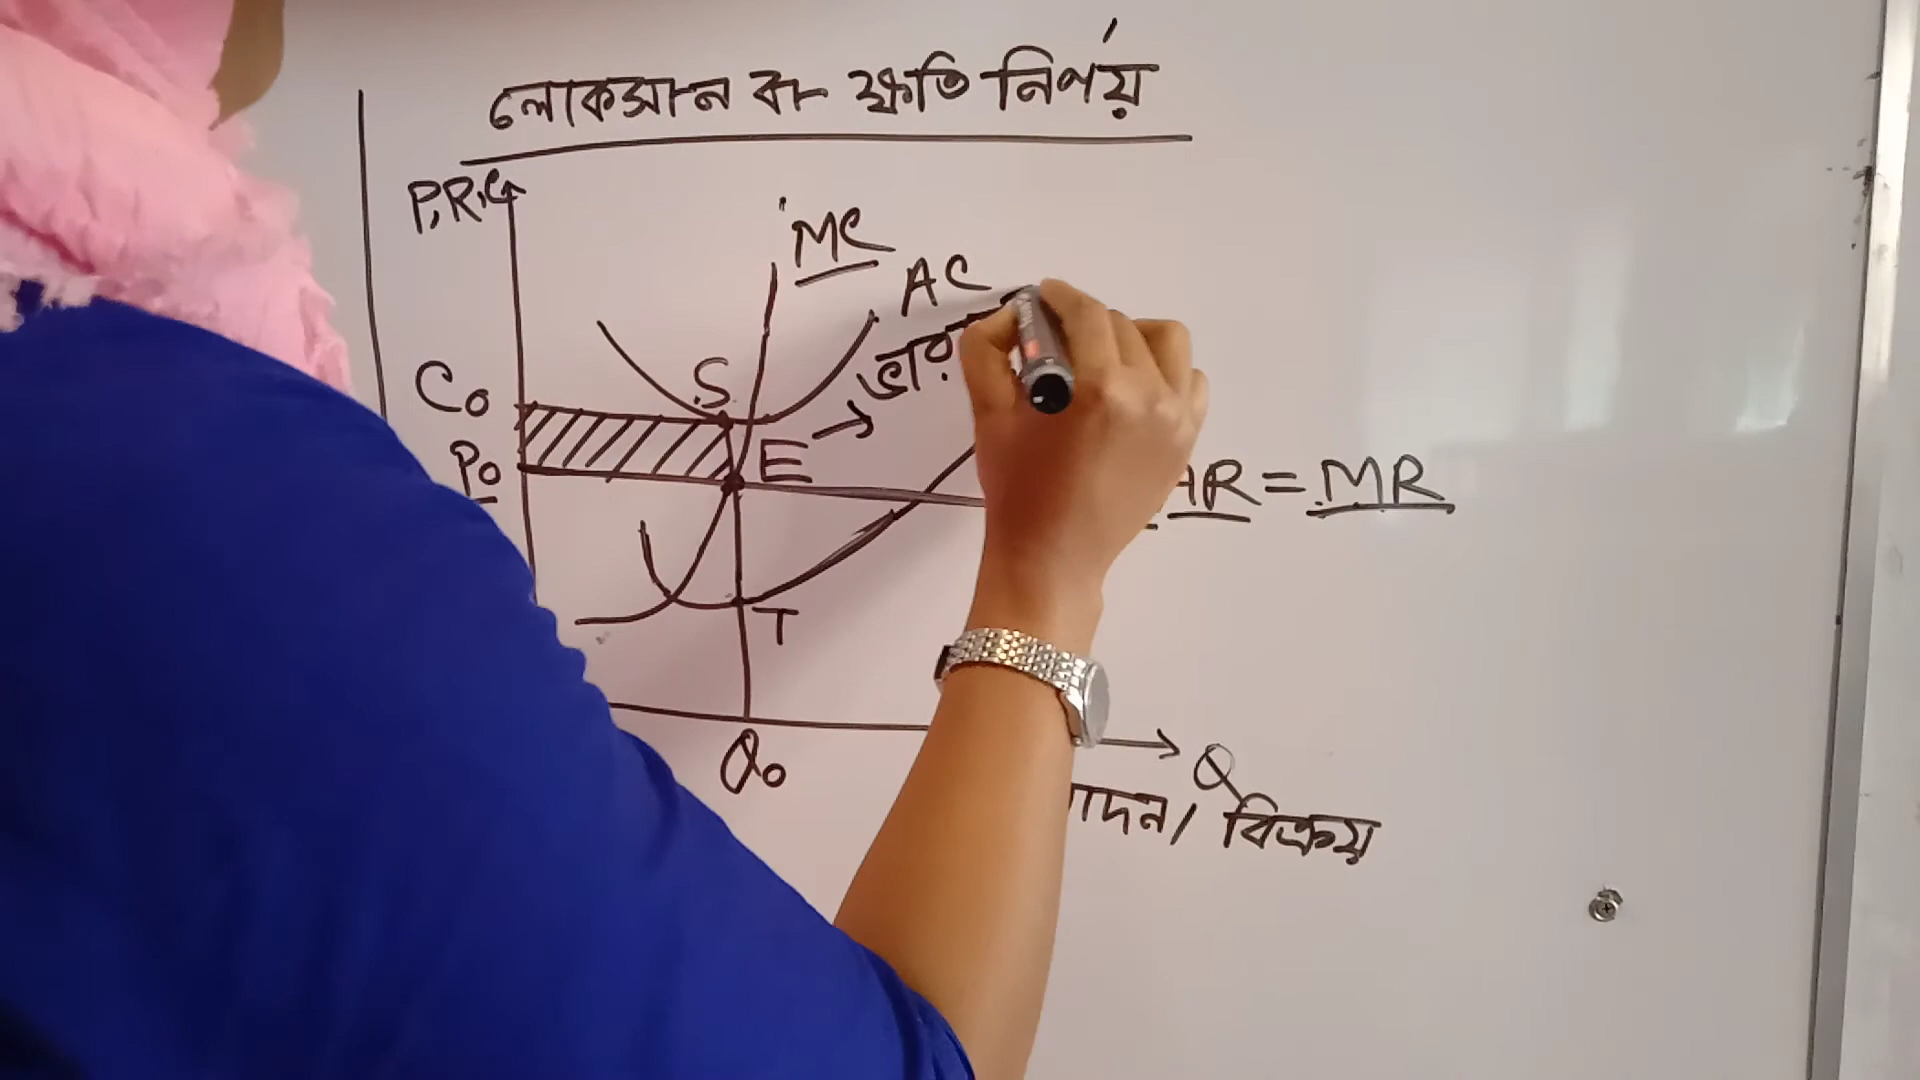 লোকসান বা ক্ষতি নির্ণয়
P,R,C
MC
AC
S
C₀
P₀
E →
AR = MR
T
Q₀
Q
বিক্রয়